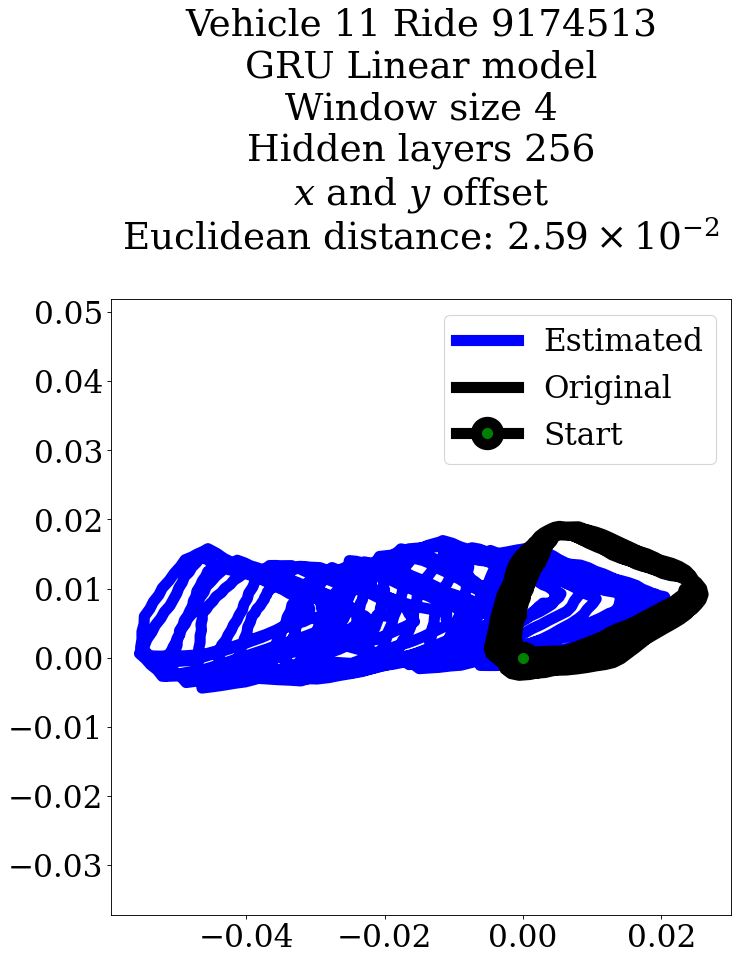 Vehicle 11 Ride 9174513
GRU Linear model
Window size 4
Hidden layers 256
x and y offset
Euclidean distance: 2.59 × 10⁻²
Estimated
Original
Start
0.05
0.04
0.03
0.02
0.01
0.00
−0.01
−0.02
−0.03
−0.04 −0.02 0.00 0.02